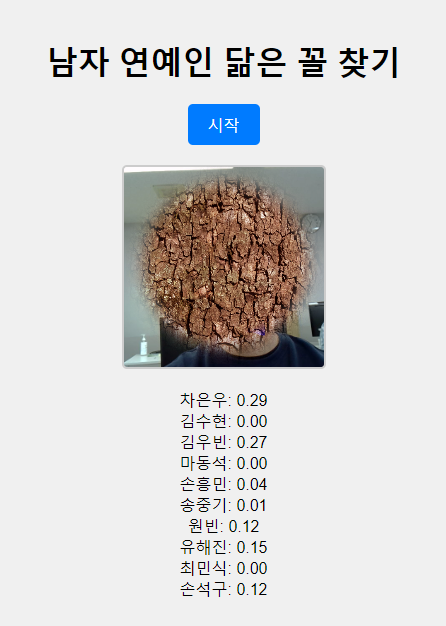 남자 연예인 닮은 꼴 찾기
시작
차은우: 0.29
김수현: 0.00
김우빈: 0.27
마동석: 0.00
손흥민: 0.04
송중기: 0.01
원빈: 0.12
유해진: 0.15
최민식: 0.00
손석구: 0.12